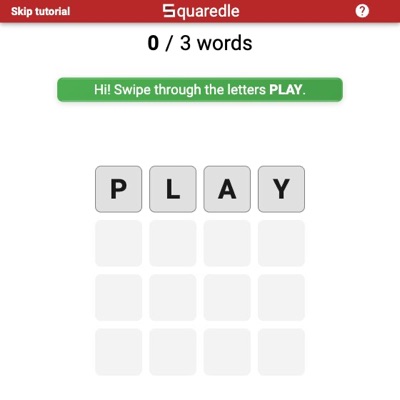 Skip tutorial
Squaredle
?
0 / 3 words
Hi! Swipe through the letters PLAY.
P L A Y